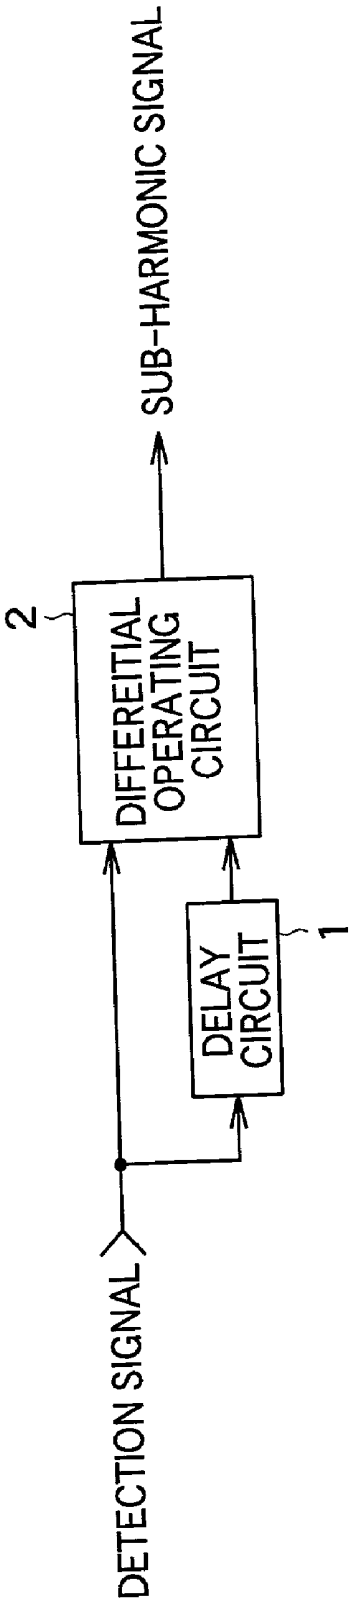 DETECTION SIGNAL
DELAY
CIRCUIT
1
DIFFEREITIAL
OPERATING
CIRCUIT
2
SUB-HARMONIC SIGNAL